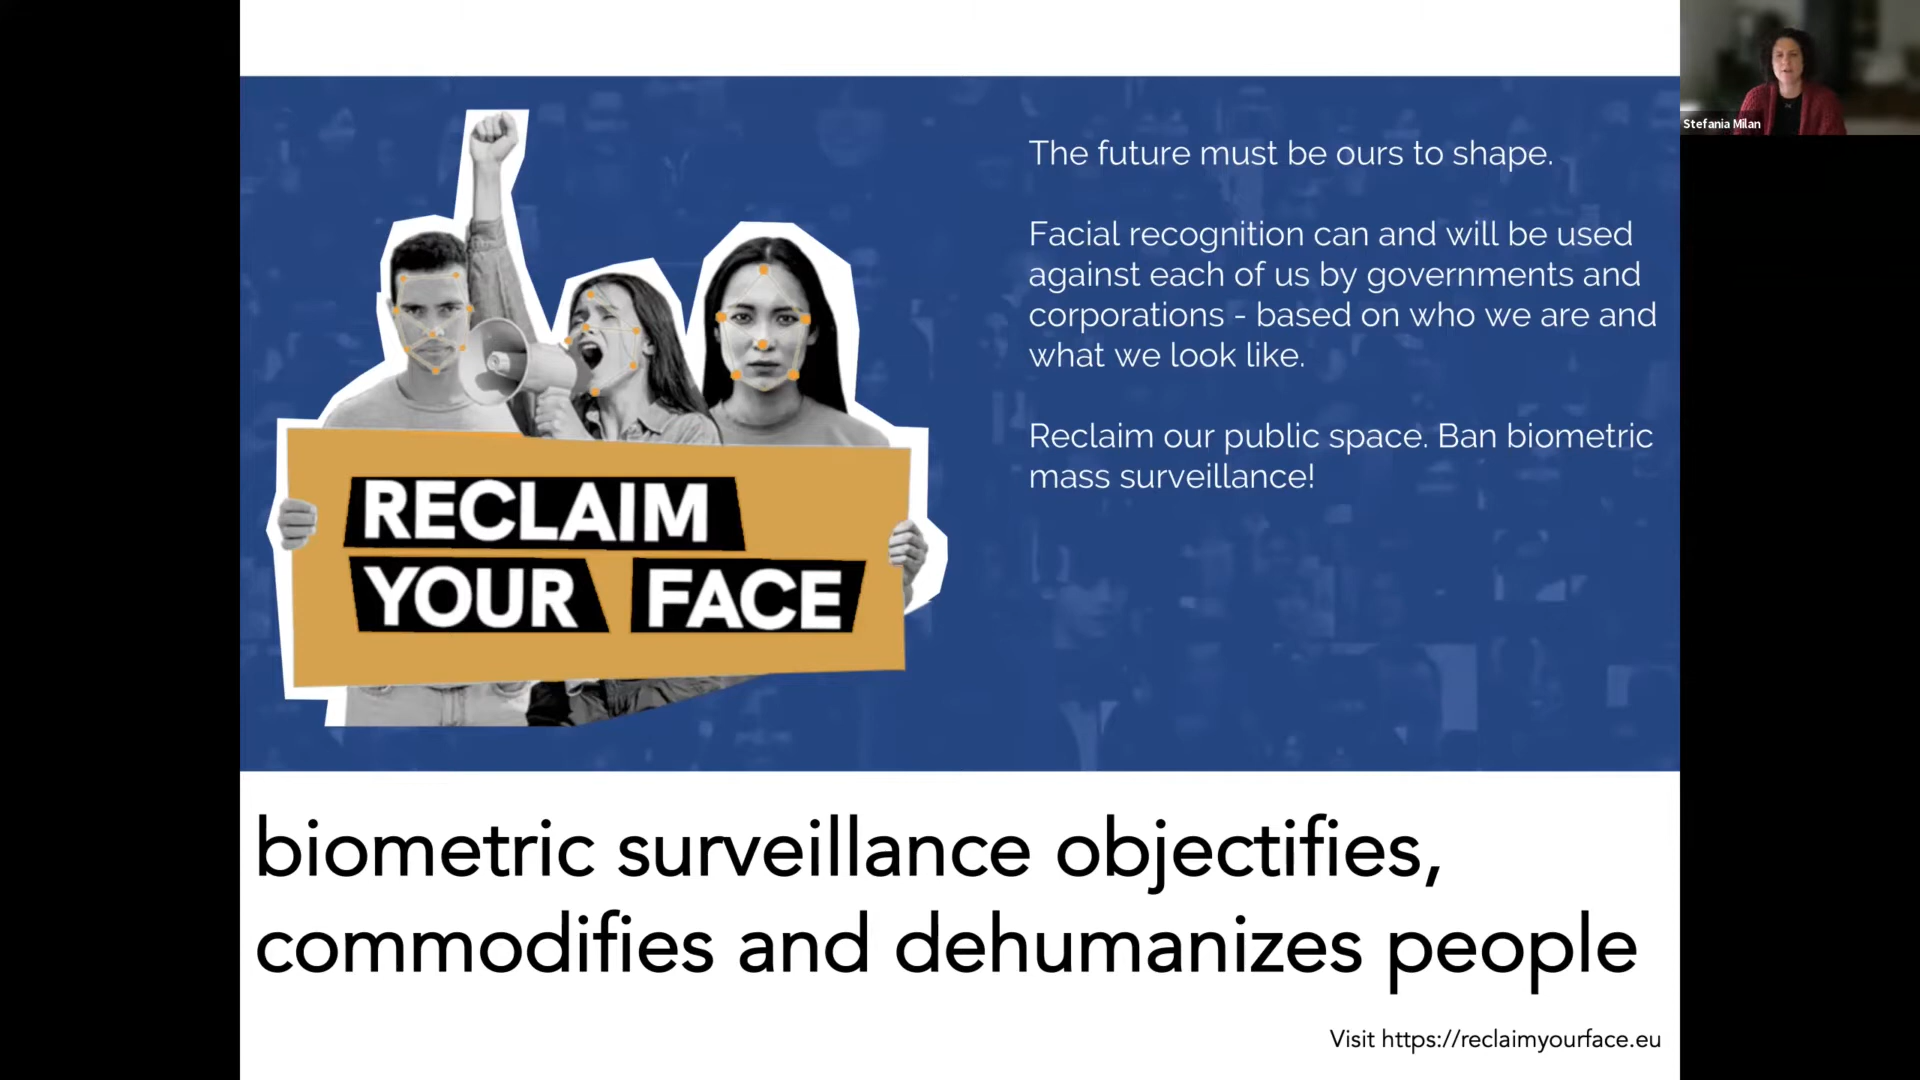 The future must be ours to shape.
Facial recognition can and will be used
against each of us by governments and
corporations - based on who we are and
what we look like.
Reclaim our public space. Ban biometric
mass surveillance!
RECLAIM
YOUR FACE
biometric surveillance objectifies,
commodifies and dehumanizes people
Visit https://reclaimyourface.eu
Stefania Milan